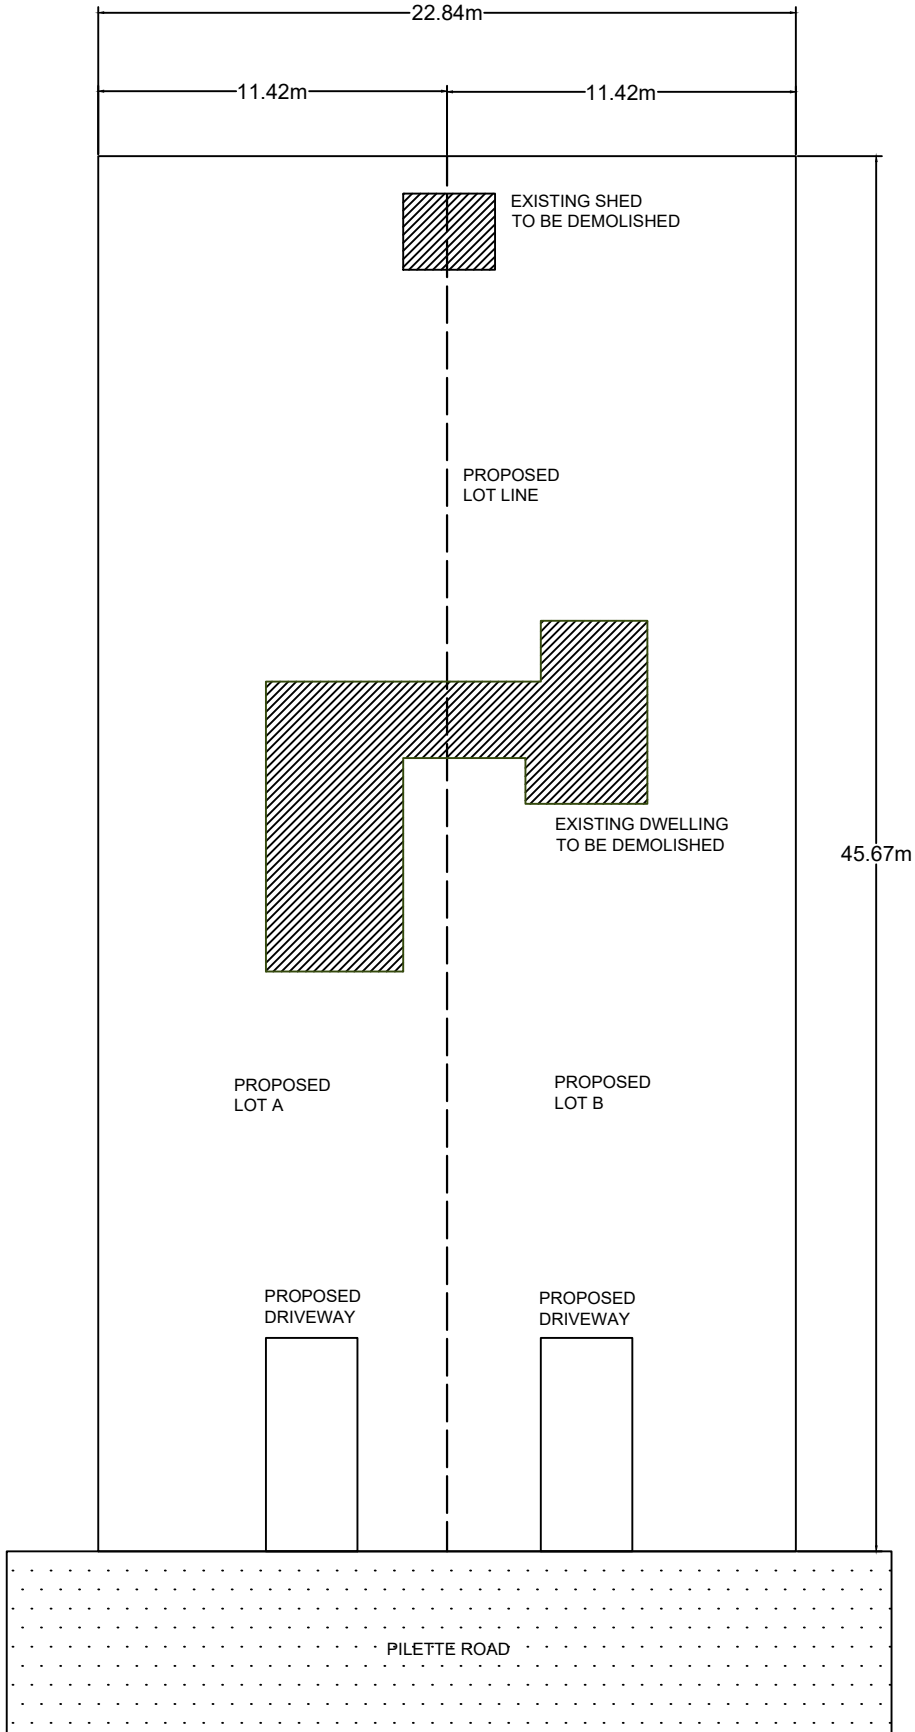 22.84m
11.42m
11.42m
EXISTING SHED
TO BE DEMOLISHED
PROPOSED
LOT LINE
EXISTING DWELLING
TO BE DEMOLISHED
45.67m
PROPOSED
LOT A
PROPOSED
LOT B
PROPOSED
DRIVEWAY
PROPOSED
DRIVEWAY
PILETTE ROAD